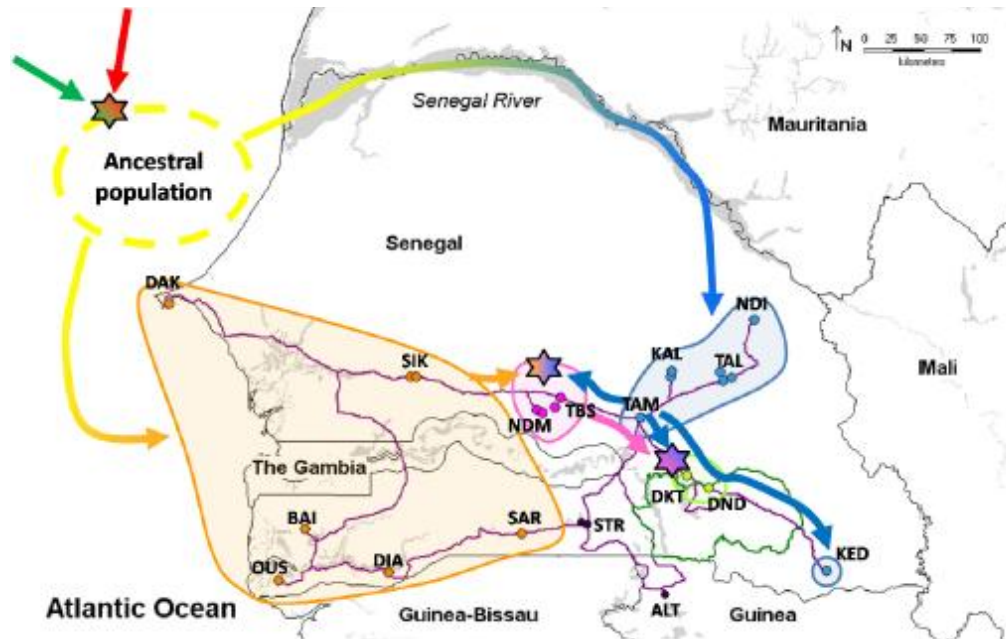 N
0 25 50 75 100
kilometers
Senegal River
Mauritania
Ancestral
population
Senegal
DAK
NDI
SIK
KAL
TAL
Mali
TBS
TAM
NDM
The Gambia
DKT
DND
BAI
SAR
STR
OUS
DIA
KED
Atlantic Ocean
Guinea-Bissau
ALT
Guinea